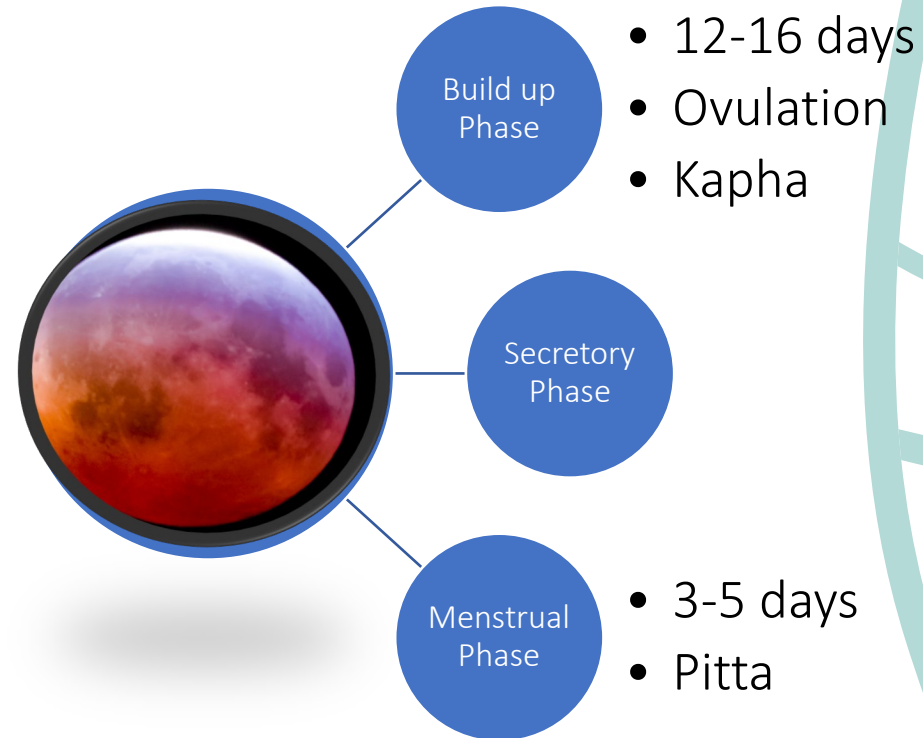 Build up
Phase
• 12-16 days
• Ovulation
• Kapha
Secretory
Phase
Menstrual
Phase
• 3-5 days
• Pitta